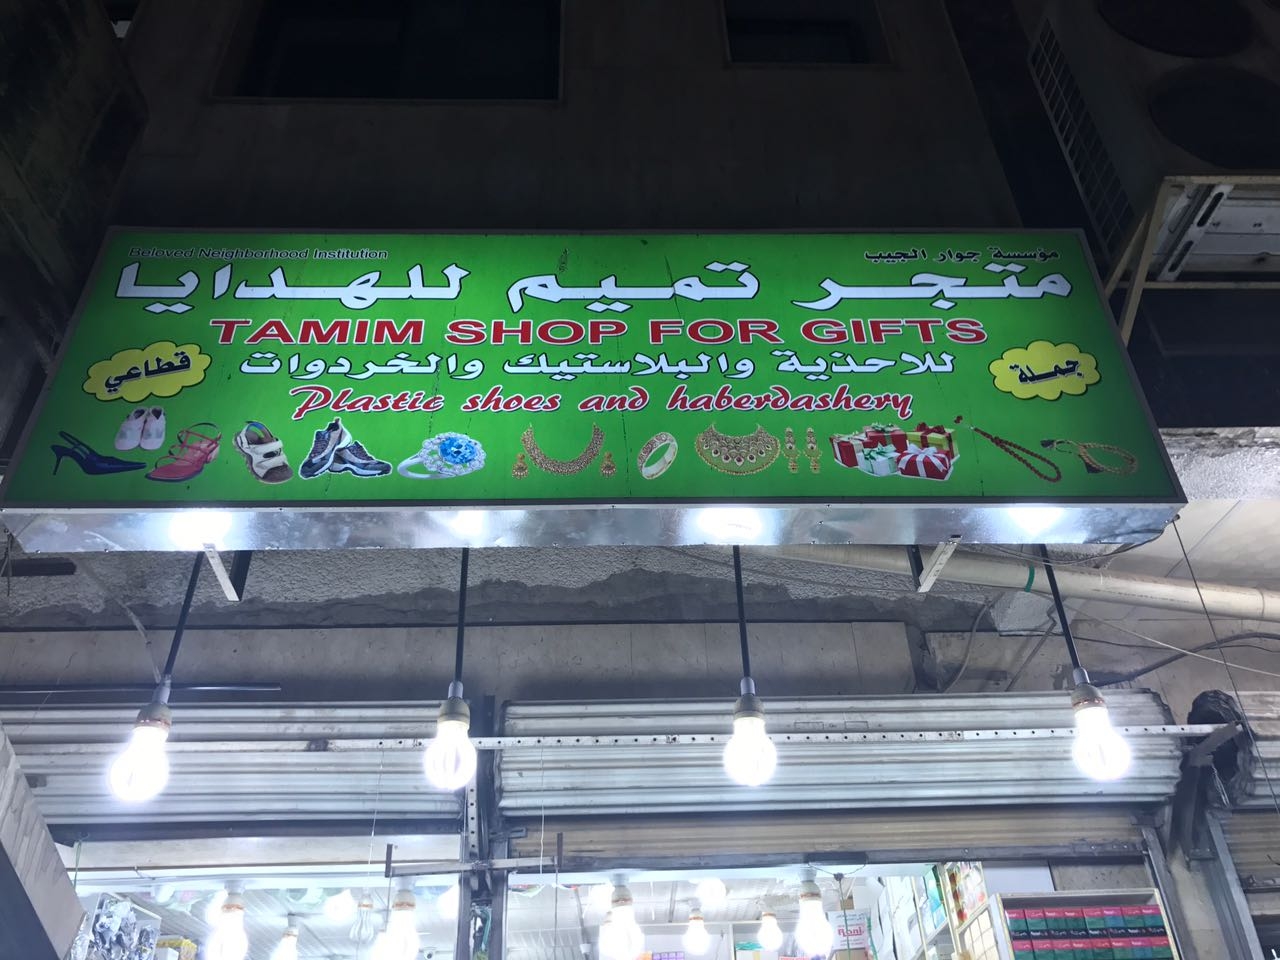 Beloved Neighborhood Institution
مؤسسة جوار الجيب
متجر تميم للهدايا
TAMIM SHOP FOR GIFTS
للاحذية والبلاستيك والخردوات
جملة
قطاعي
Plastic shoes and haberdashery